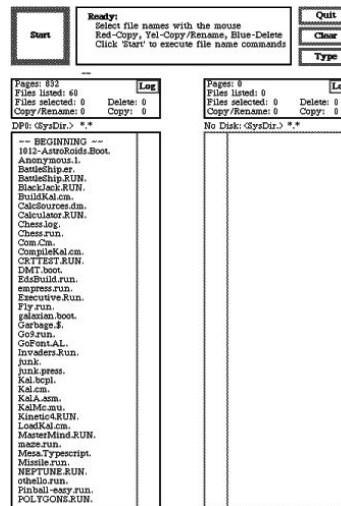 Start
Ready:
Select file names with the mouse
Red-Copy, Yel-Copy/Rename, Blue-Delete
Click 'Start' to execute file name commands
Quit
Clear
Type
Pages: 832
Files listed: 60
Files selected: 0 Delete: 0
Copy/Rename: 0 Copy: 0
Log
DP0: <SysDir.> *.*
~~ BEGINNING ~~
1012-AstroRoids.Boot.
Anonymous.1.
BattleShip.er.
BattleShip.RUN.
BlackJack.RUN.
BuildKal.cm.
CalcSources.dm.
Calculator.RUN.
Chess.log.
Chess.run.
Com.Cm.
CompileKal.cm.
CRTTEST.RUN.
DMT.boot.
EdsBuild.run.
empress.run.
Executive.Run.
Fly.run.
galaxian.boot.
Garbage.$.
Go9.run.
GoFont.AL.
Invaders.Run.
junk.
junk.press.
Kal.bcpl.
Kal.cm.
KalA.asm.
KalMc.mu.
Kinetic4.RUN.
LoadKal.cm.
MasterMind.RUN.
maze.run.
Mesa.Typescript.
Missile.run.
NEPTUNE.RUN.
othello.run.
Pinball-easy.run.
POLYGONS.RUN.
Pages: 0
Files listed: 0
Files selected: 0 Delete: 0
Copy/Rename: 0 Copy: 0
Lo
No Disk: <SysDir.> *.*